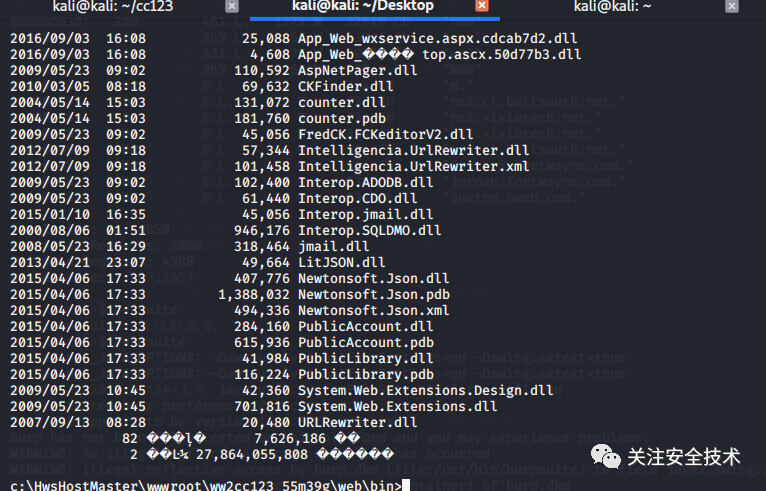 kali@kali: ~/cc123 kali@kali: ~/Desktop kali@kali: ~
2016/09/03 16:08 25,088 App_Web_wxservice.aspx.cdcab7d2.dll
2016/09/03 16:08 4,608 App_Web_���� top.ascx.50d77b3.dll
2009/05/23 09:02 110,592 AspNetPager.dll
2010/03/05 08:18 69,632 CKFinder.dll
2004/05/14 15:03 131,072 counter.dll
2004/05/14 15:03 181,760 counter.pdb
2009/05/23 09:02 45,056 FredCK.FCKeditorV2.dll
2012/07/09 09:18 57,344 Intelligencia.UrlRewriter.dll
2012/07/09 09:18 101,458 Intelligencia.UrlRewriter.xml
2009/05/23 09:02 102,400 Interop.ADODB.dll
2009/05/23 09:02 61,440 Interop.CDO.dll
2015/01/10 16:35 45,056 Interop.jmail.dll
2000/08/06 01:51 946,176 Interop.SQLDMO.dll
2008/05/23 16:29 318,464 jmail.dll
2013/04/21 23:07 49,664 LitJSON.dll
2015/04/06 17:33 407,776 Newtonsoft.Json.dll
2015/04/06 17:33 1,388,032 Newtonsoft.Json.pdb
2015/04/06 17:33 494,336 Newtonsoft.Json.xml
2015/04/06 17:33 284,160 PublicAccount.dll
2015/04/06 17:33 615,936 PublicAccount.pdb
2015/04/06 17:33 41,984 PublicLibrary.dll
2015/04/06 17:33 116,224 PublicLibrary.pdb
2009/05/23 10:45 42,360 System.Web.Extensions.Design.dll
2009/05/23 10:45 701,816 System.Web.Extensions.dll
2007/09/13 08:28 20,480 URLRewriter.dll
82 ���ļ� 7,626,186 ��
2 ��Ŀ¼ 27,864,055,808 ������
关注安全技术
c:\HwsHostMaster\wwwroot\ww2cc123_55m39g\web\bin>